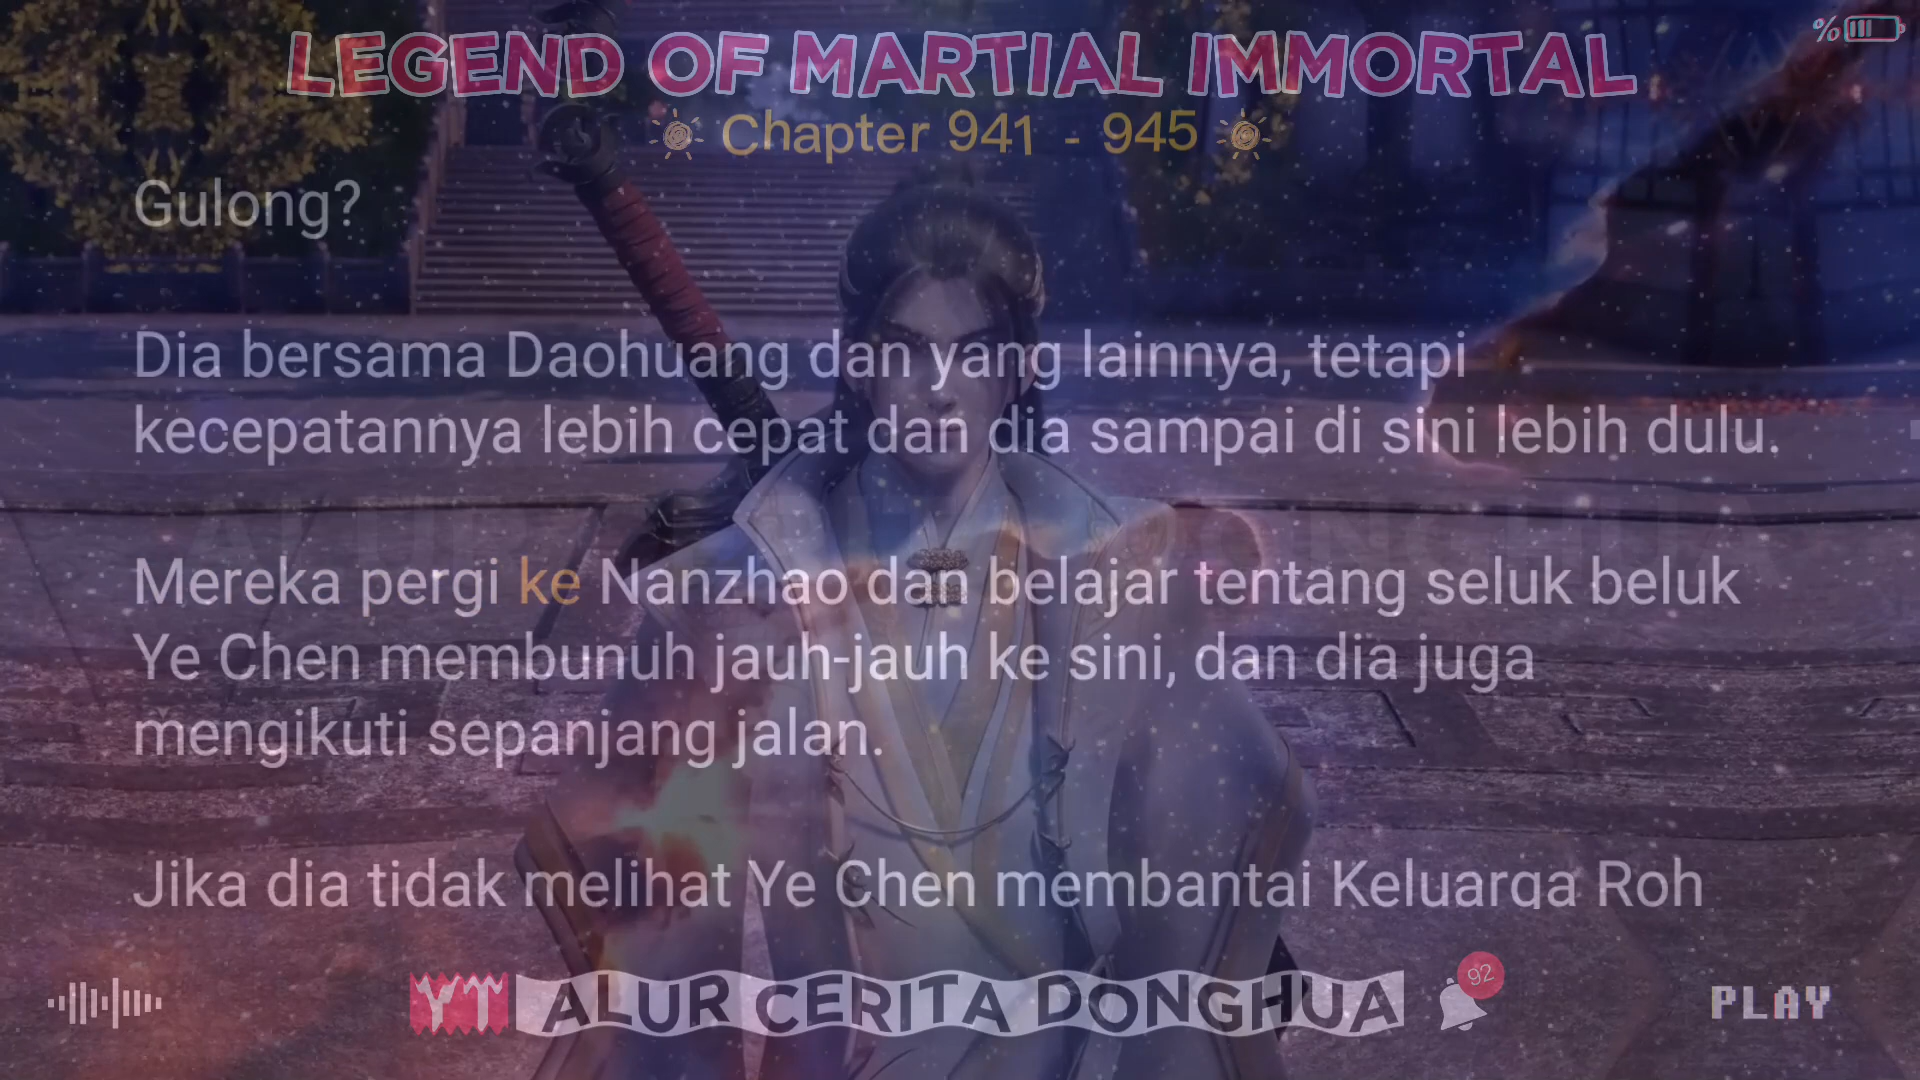 LEGEND OF MARTIAL IMMORTAL
%
Chapter 941 - 945
Gulong?
Dia bersama Daohuang dan yang lainnya, tetapi
kecepatannya lebih cepat dan dia sampai di sini lebih dulu.
Mereka pergi ke Nanzhao dan belajar tentang seluk beluk
Ye Chen membunuh jauh-jauh ke sini, dan dia juga
mengikuti sepanjang jalan.
Jika dia tidak melihat Ye Chen membantai Keluarga Roh
YT ALUR CERITA DONGHUA
92
PLAY